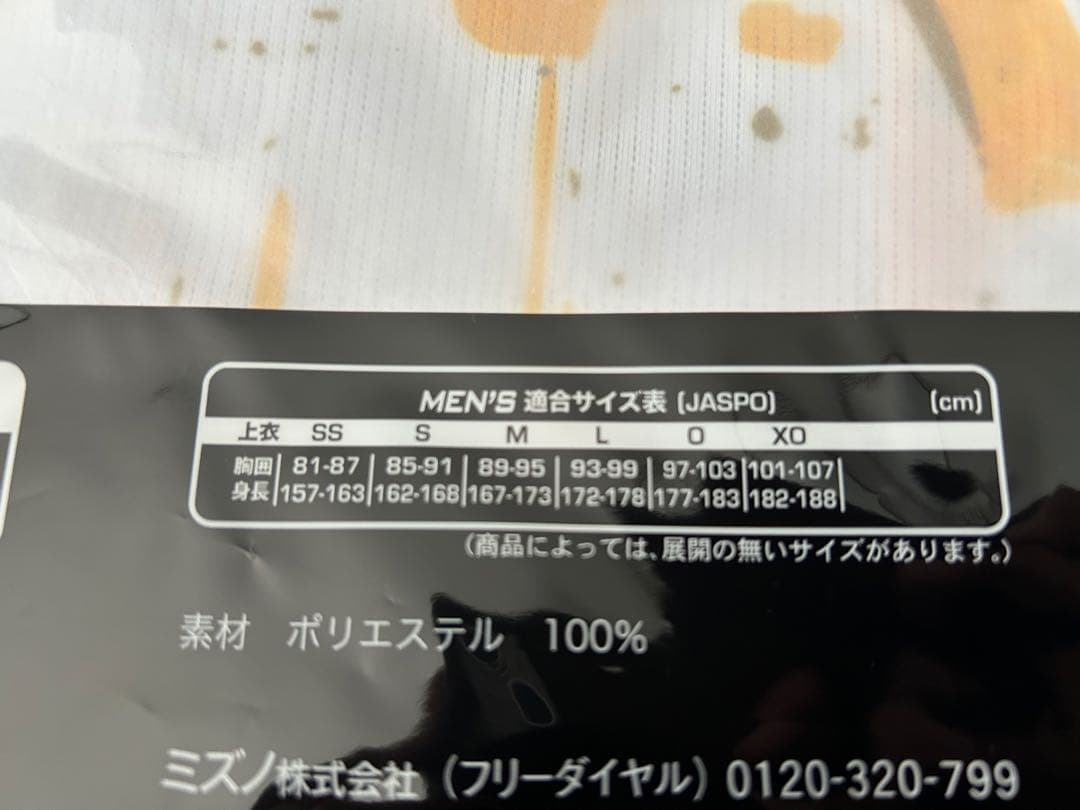 MEN'S 適合サイズ表 (JASPO) (cm)
上衣 SS S M L O XO
胸囲 81-87 85-91 89-95 93-99 97-103 101-107
身長 157-163 162-168 167-173 172-178 177-183 182-188
(商品によっては、展開の無いサイズがあります。)
素材 ポリエステル 100%
ミズノ株式会社 (フリーダイヤル) 0120-320-799